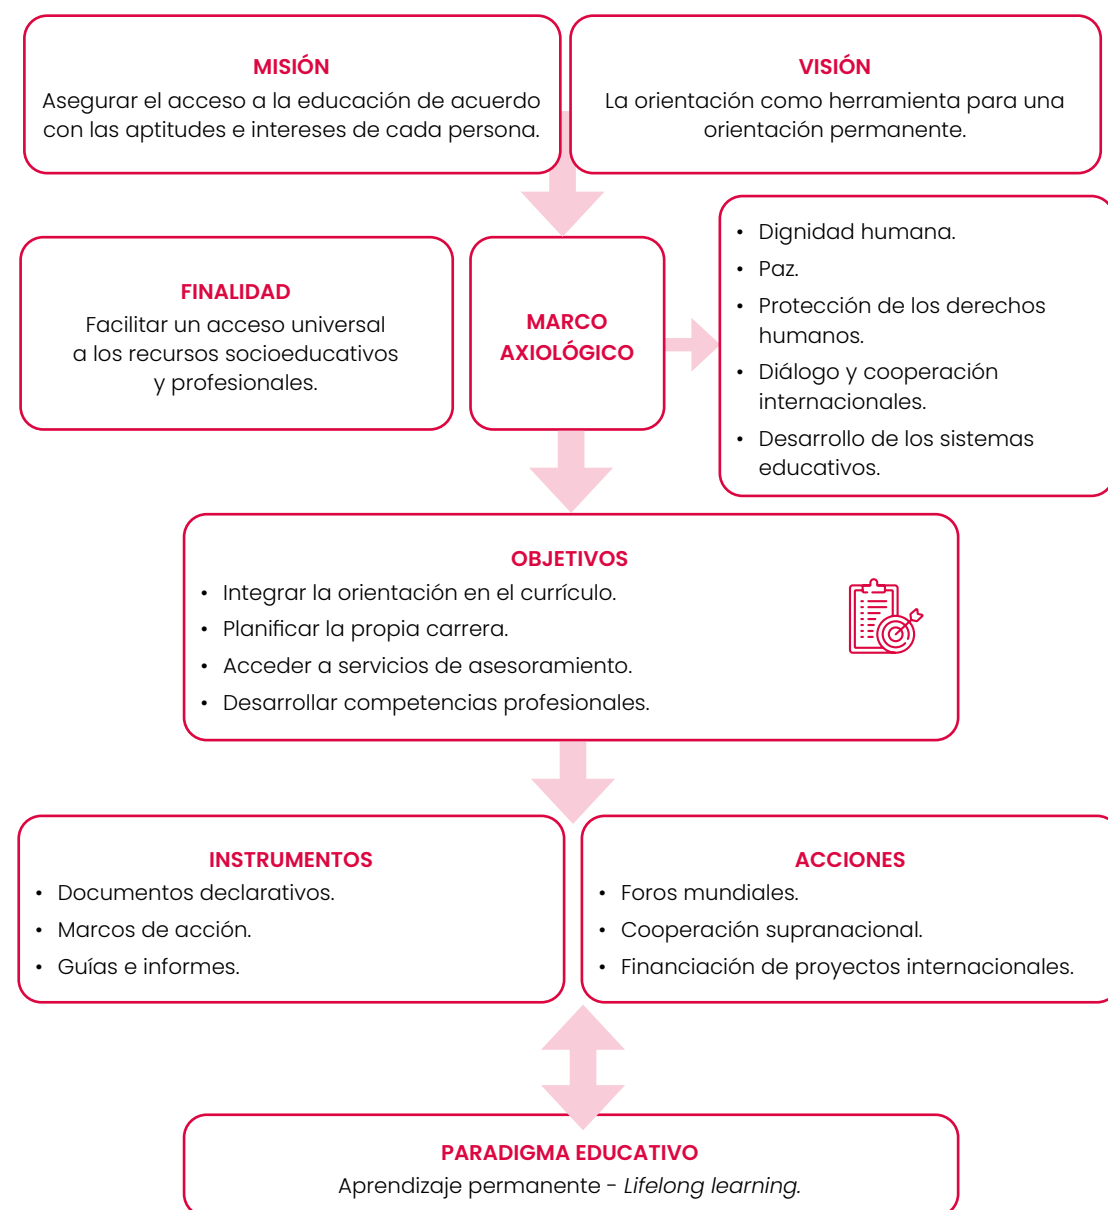 MISIÓN
Asegurar el acceso a la educación de acuerdo
con las aptitudes e intereses de cada persona.
VISIÓN
La orientación como herramienta para una
orientación permanente.
FINALIDAD
Facilitar un acceso universal
a los recursos socioeducativos
y profesionales.
MARCO
AXIOLÓGICO
• Dignidad humana.
• Paz.
• Protección de los derechos
humanos.
• Diálogo y cooperación
internacionales.
• Desarrollo de los sistemas
educativos.
OBJETIVOS
• Integrar la orientación en el currículo.
• Planificar la propia carrera.
• Acceder a servicios de asesoramiento.
• Desarrollar competencias profesionales.
INSTRUMENTOS
• Documentos declarativos.
• Marcos de acción.
• Guías e informes.
ACCIONES
• Foros mundiales.
• Cooperación supranacional.
• Financiación de proyectos internacionales.
PARADIGMA EDUCATIVO
Aprendizaje permanente - Lifelong learning.